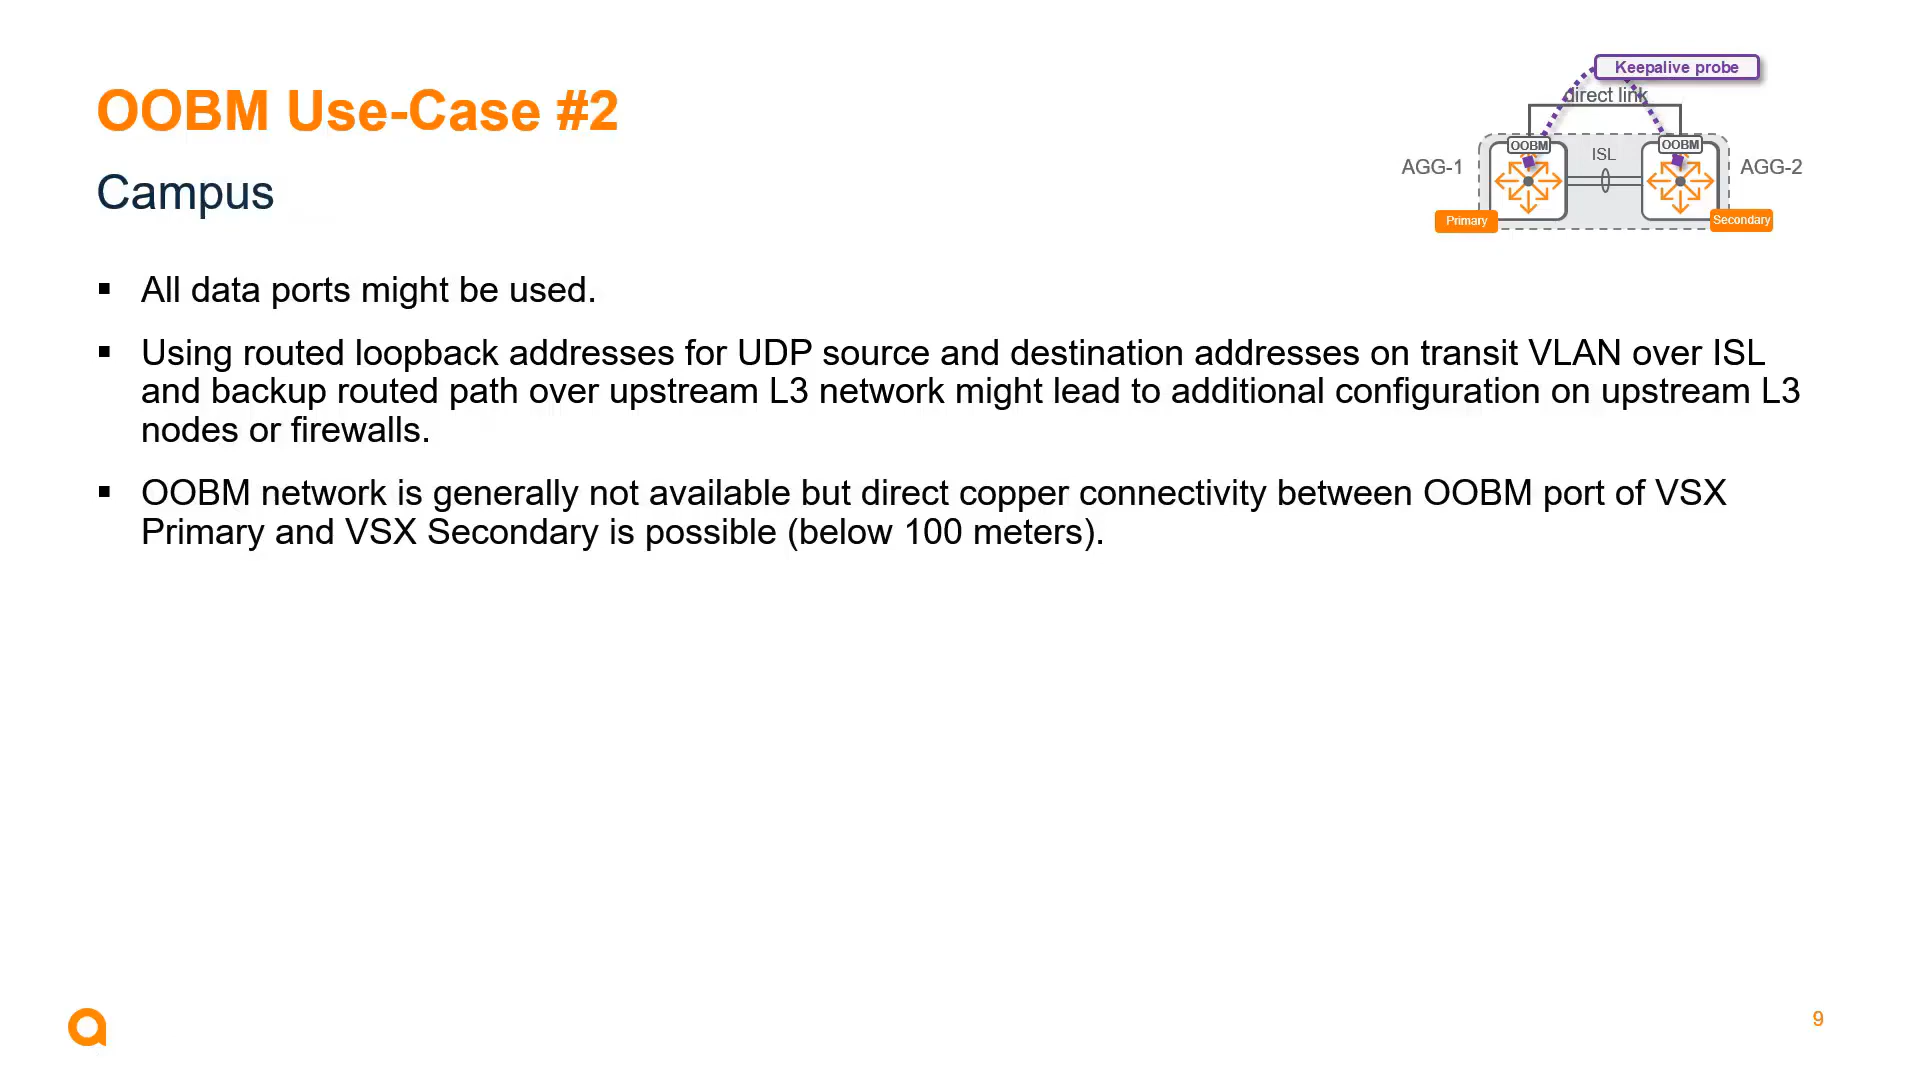 OOBM Use-Case #2
Campus
Keepalive probe
direct link
OOBM
OOBM
ISL
AGG-1
AGG-2
Primary
Secondary
▪ All data ports might be used.
▪ Using routed loopback addresses for UDP source and destination addresses on transit VLAN over ISL
and backup routed path over upstream L3 network might lead to additional configuration on upstream L3
nodes or firewalls.
▪ OOBM network is generally not available but direct copper connectivity between OOBM port of VSX
Primary and VSX Secondary is possible (below 100 meters).
9